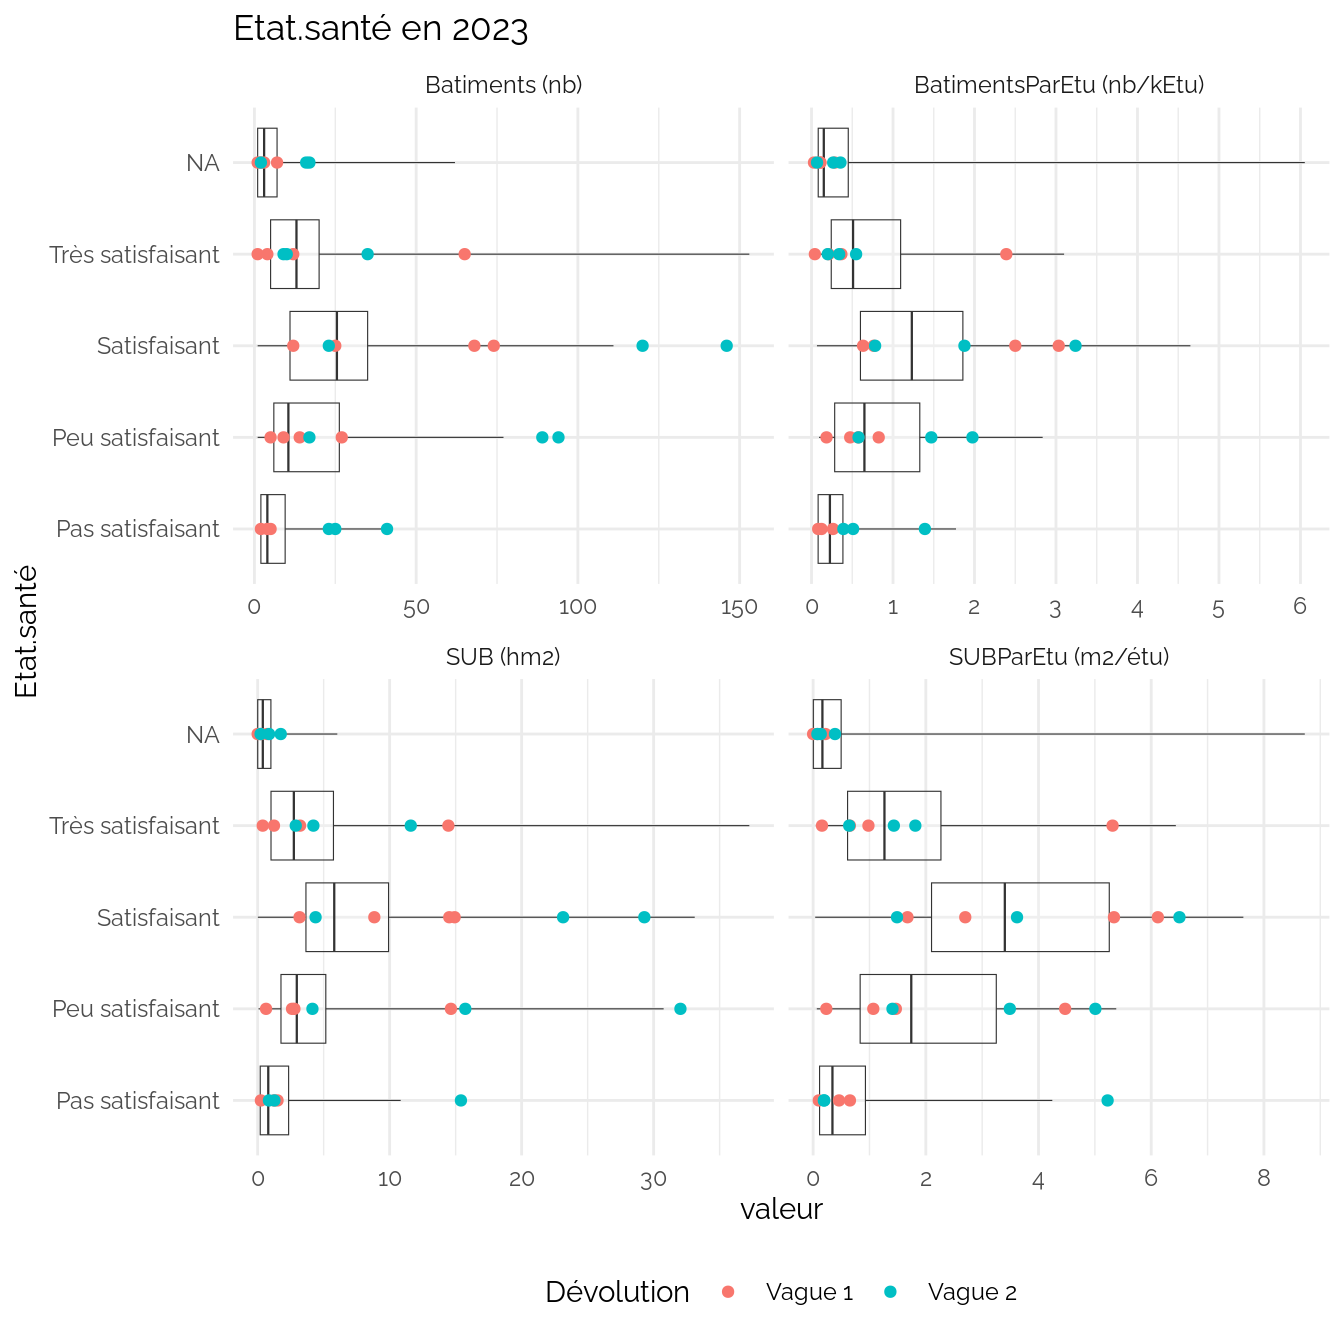 Etat.santé en 2023
Batiments (nb)
BatimentsParEtu (nb/kEtu)
NA
Très satisfaisant
Satisfaisant
Peu satisfaisant
Pas satisfaisant
0 50 100 150
0 1 2 3 4 5 6
Etat.santé
SUB (hm2)
SUBParEtu (m2/étu)
NA
Très satisfaisant
Satisfaisant
Peu satisfaisant
Pas satisfaisant
0 10 20 30
0 2 4 6 8
valeur
Dévolution Vague 1 Vague 2